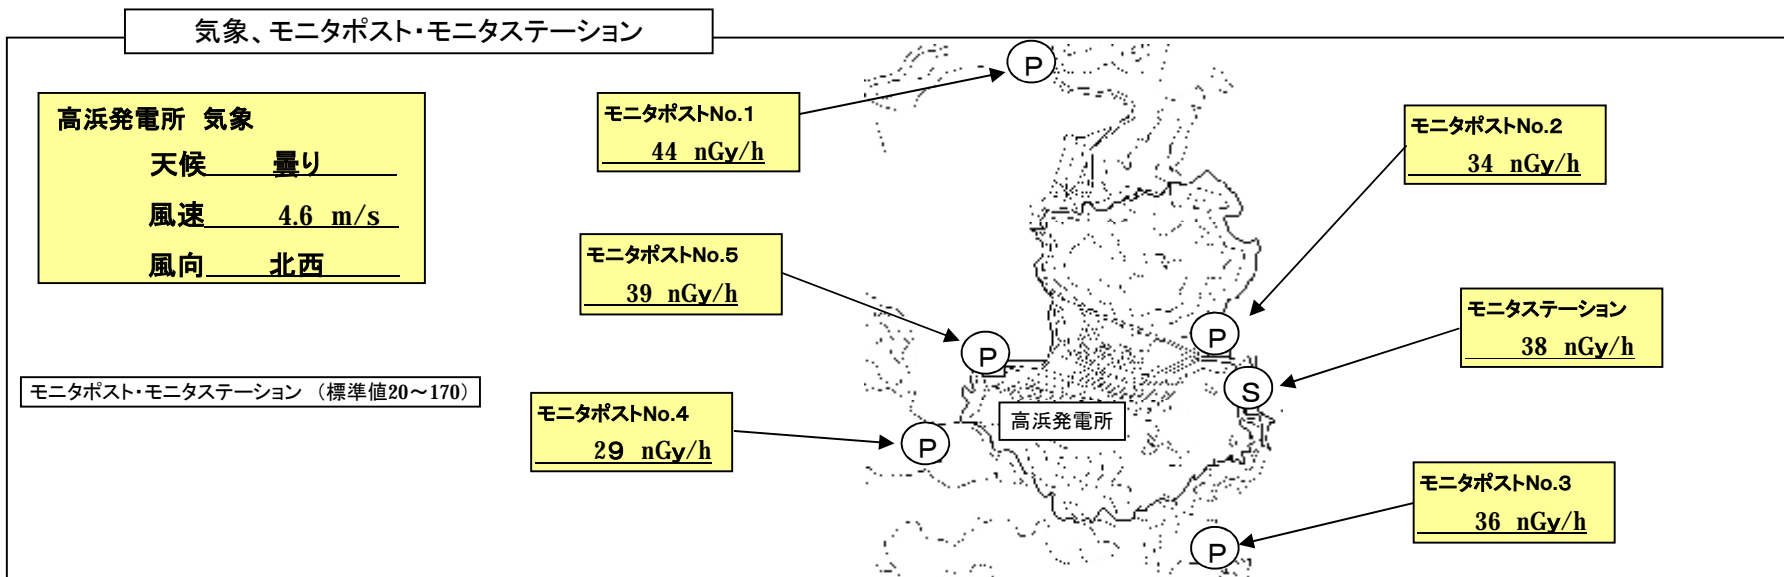 気象、モニタポスト・モニタステーション
高浜発電所 気象
天候 曇り
風速 4.6 m/s
風向 北西
モニタポスト・モニタステーション （標準値20～170）
モニタポストNo.1
44 nGy/h
P
モニタポストNo.2
34 nGy/h
P
モニタポストNo.5
39 nGy/h
P
モニタステーション
38 nGy/h
S
モニタポストNo.4
29 nGy/h
P
高浜発電所
モニタポストNo.3
36 nGy/h
P